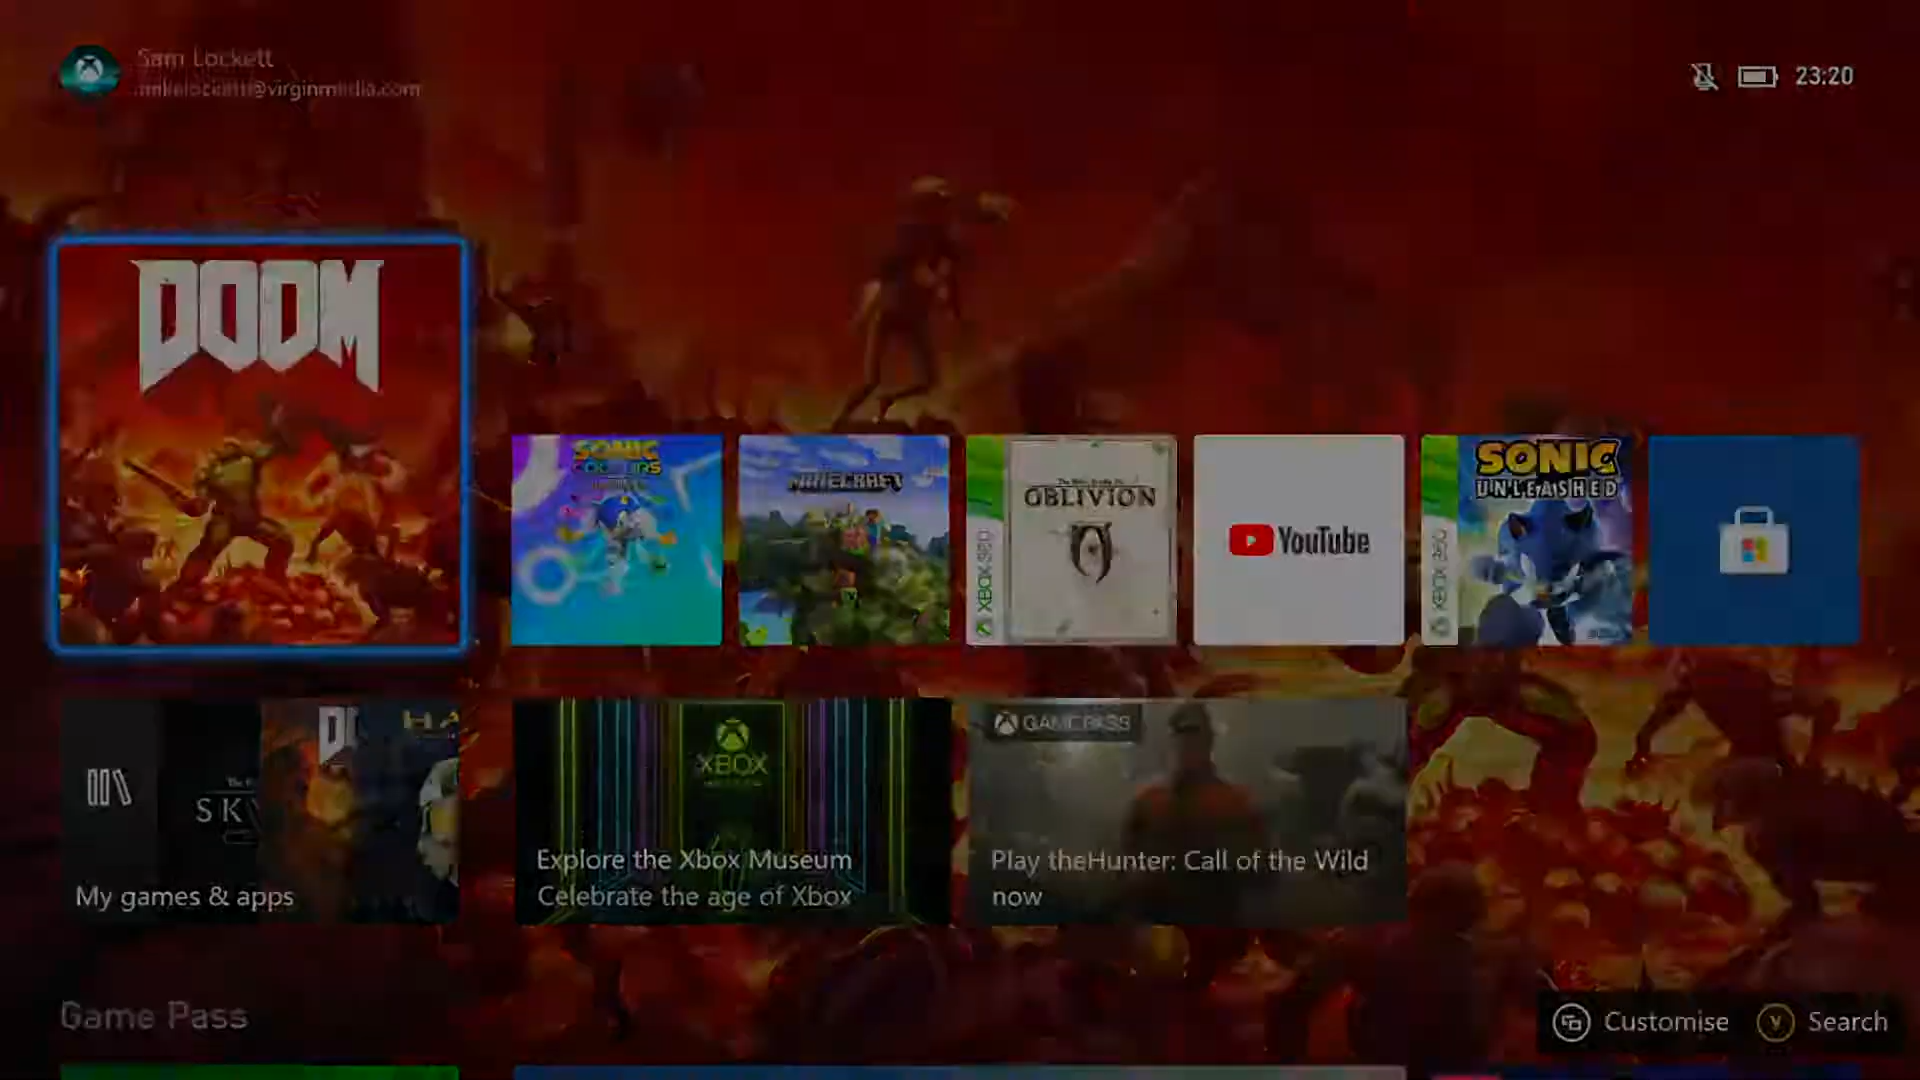 Sam Lockett
23:20
DOOM
SONIC
COLOURS
MINECRAFT
XBOX 360
OBLIVION
YouTube
XBOX 360
SONIC
UNLEASHED
XBOX
GAME PASS
My games & apps
Explore the Xbox Museum
Celebrate the age of Xbox
Play theHunter: Call of the Wild
now
Game Pass
Customise
Y
Search